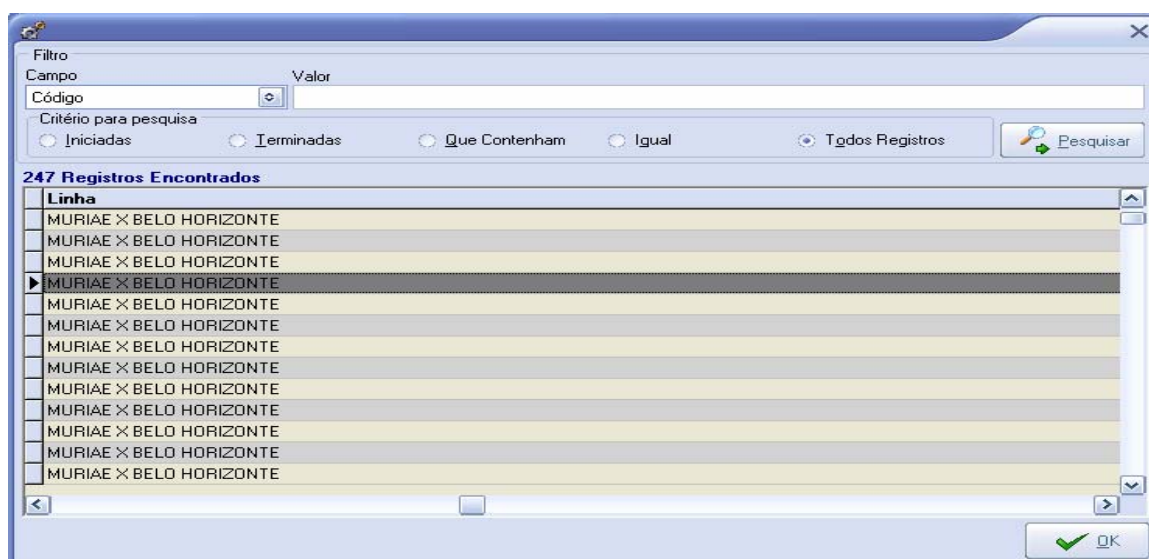 Filtro
Campo Valor
Código
Critério para pesquisa
Iniciadas Terminadas Que Contenham Igual Todos Registros Pesquisar
247 Registros Encontrados
Linha
MURIAE X BELO HORIZONTE
MURIAE X BELO HORIZONTE
MURIAE X BELO HORIZONTE
MURIAE X BELO HORIZONTE
MURIAE X BELO HORIZONTE
MURIAE X BELO HORIZONTE
MURIAE X BELO HORIZONTE
MURIAE X BELO HORIZONTE
MURIAE X BELO HORIZONTE
MURIAE X BELO HORIZONTE
MURIAE X BELO HORIZONTE
MURIAE X BELO HORIZONTE
MURIAE X BELO HORIZONTE
OK